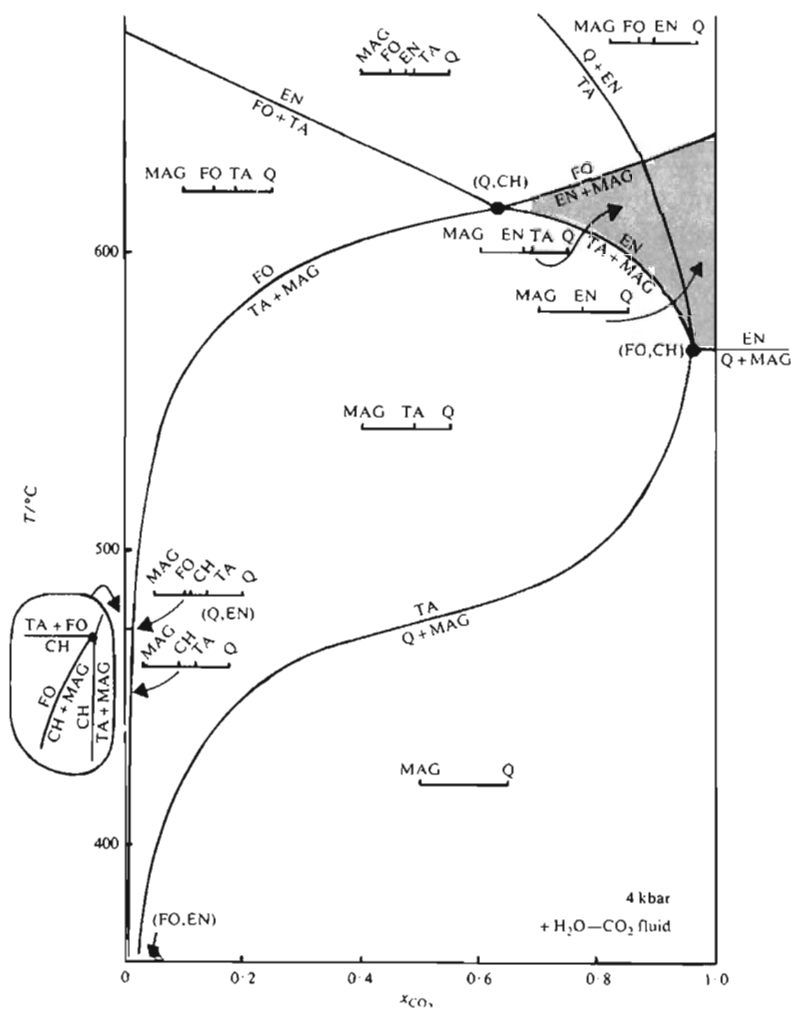 MAG FO EN Q
MAG FO EN TA Q
Q + EN
TA
EN
FO + TA
MAG FO TA Q
(Q,CH)
FO
EN + MAG
600
MAG EN TA Q
EN
TA + MAG
FO
TA + MAG
MAG EN Q
(FO,CH)
EN
Q + MAG
MAG TA Q
T/°C
500
MAG FO CH TA Q
(Q,EN)
TA
Q + MAG
TA + FO
CH
MAG CH TA Q
FO
CH + MAG
CH
TA + MAG
MAG Q
400
4 kbar
(FO,EN)
+ H₂O—CO₂ fluid
0 0·2 0·4 0·6 0·8 1·0
xCO₂